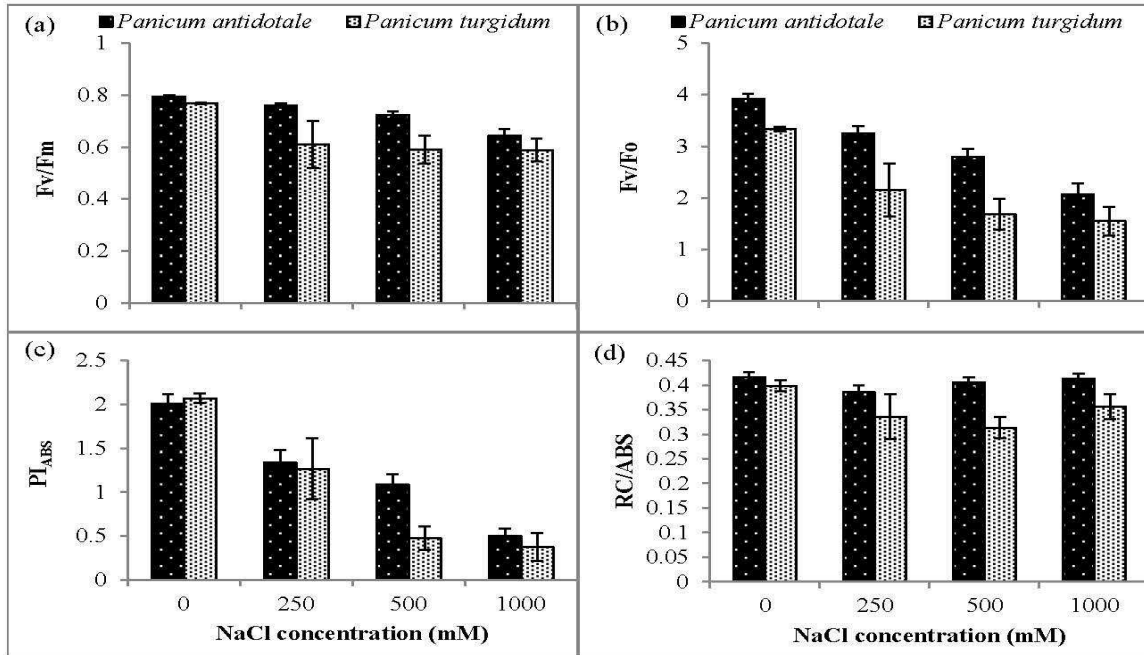 (a) Panicum antidotale Panicum turgidum
1
0.8
0.6
0.4
0.2
0
Fv/Fm
(b) Panicum antidotale Panicum turgidum
5
4
3
2
1
0
Fv/Fo
(c)
2.5
2
1.5
1
0.5
0
PIABS
0 250 500 1000
NaCl concentration (mM)
(d)
0.45
0.4
0.35
0.3
0.25
0.2
0.15
0.1
0.05
0
RC/ABS
0 250 500 1000
NaCl concentration (mM)